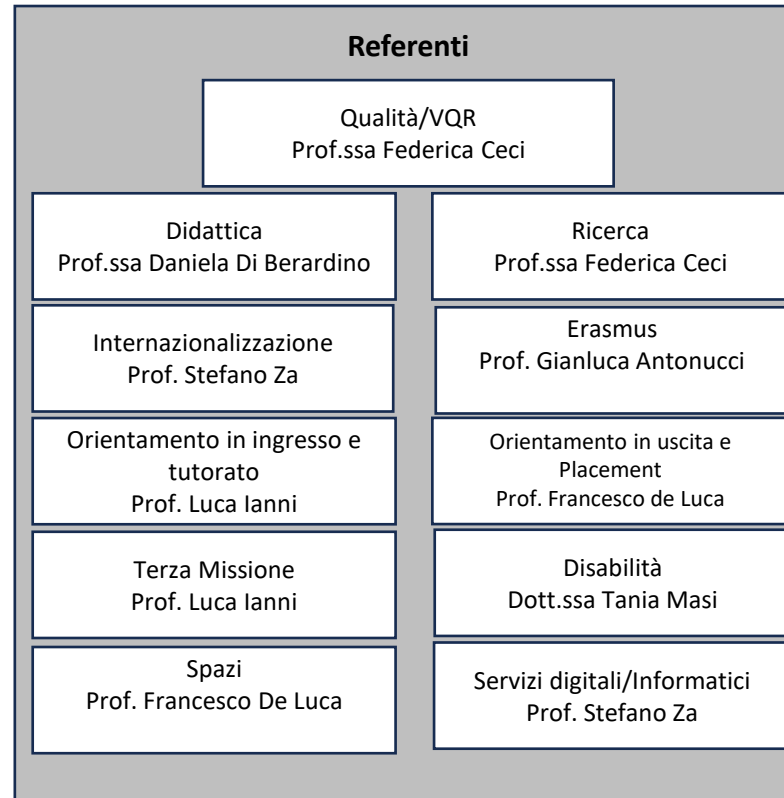 Referenti
Qualità/VQR
Prof.ssa Federica Ceci
Didattica
Prof.ssa Daniela Di Berardino
Ricerca
Prof.ssa Federica Ceci
Internazionalizzazione
Prof. Stefano Za
Erasmus
Prof. Gianluca Antonucci
Orientamento in ingresso e
tutorato
Prof. Luca Ianni
Orientamento in uscita e
Placement
Prof. Francesco de Luca
Terza Missione
Prof. Luca Ianni
Disabilità
Dott.ssa Tania Masi
Spazi
Prof. Francesco De Luca
Servizi digitali/Informatici
Prof. Stefano Za